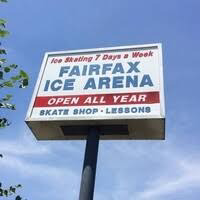 Ice Skating 7 Days a Week
FAIRFAX
ICE ARENA
OPEN ALL YEAR
SKATE SHOP - LESSONS